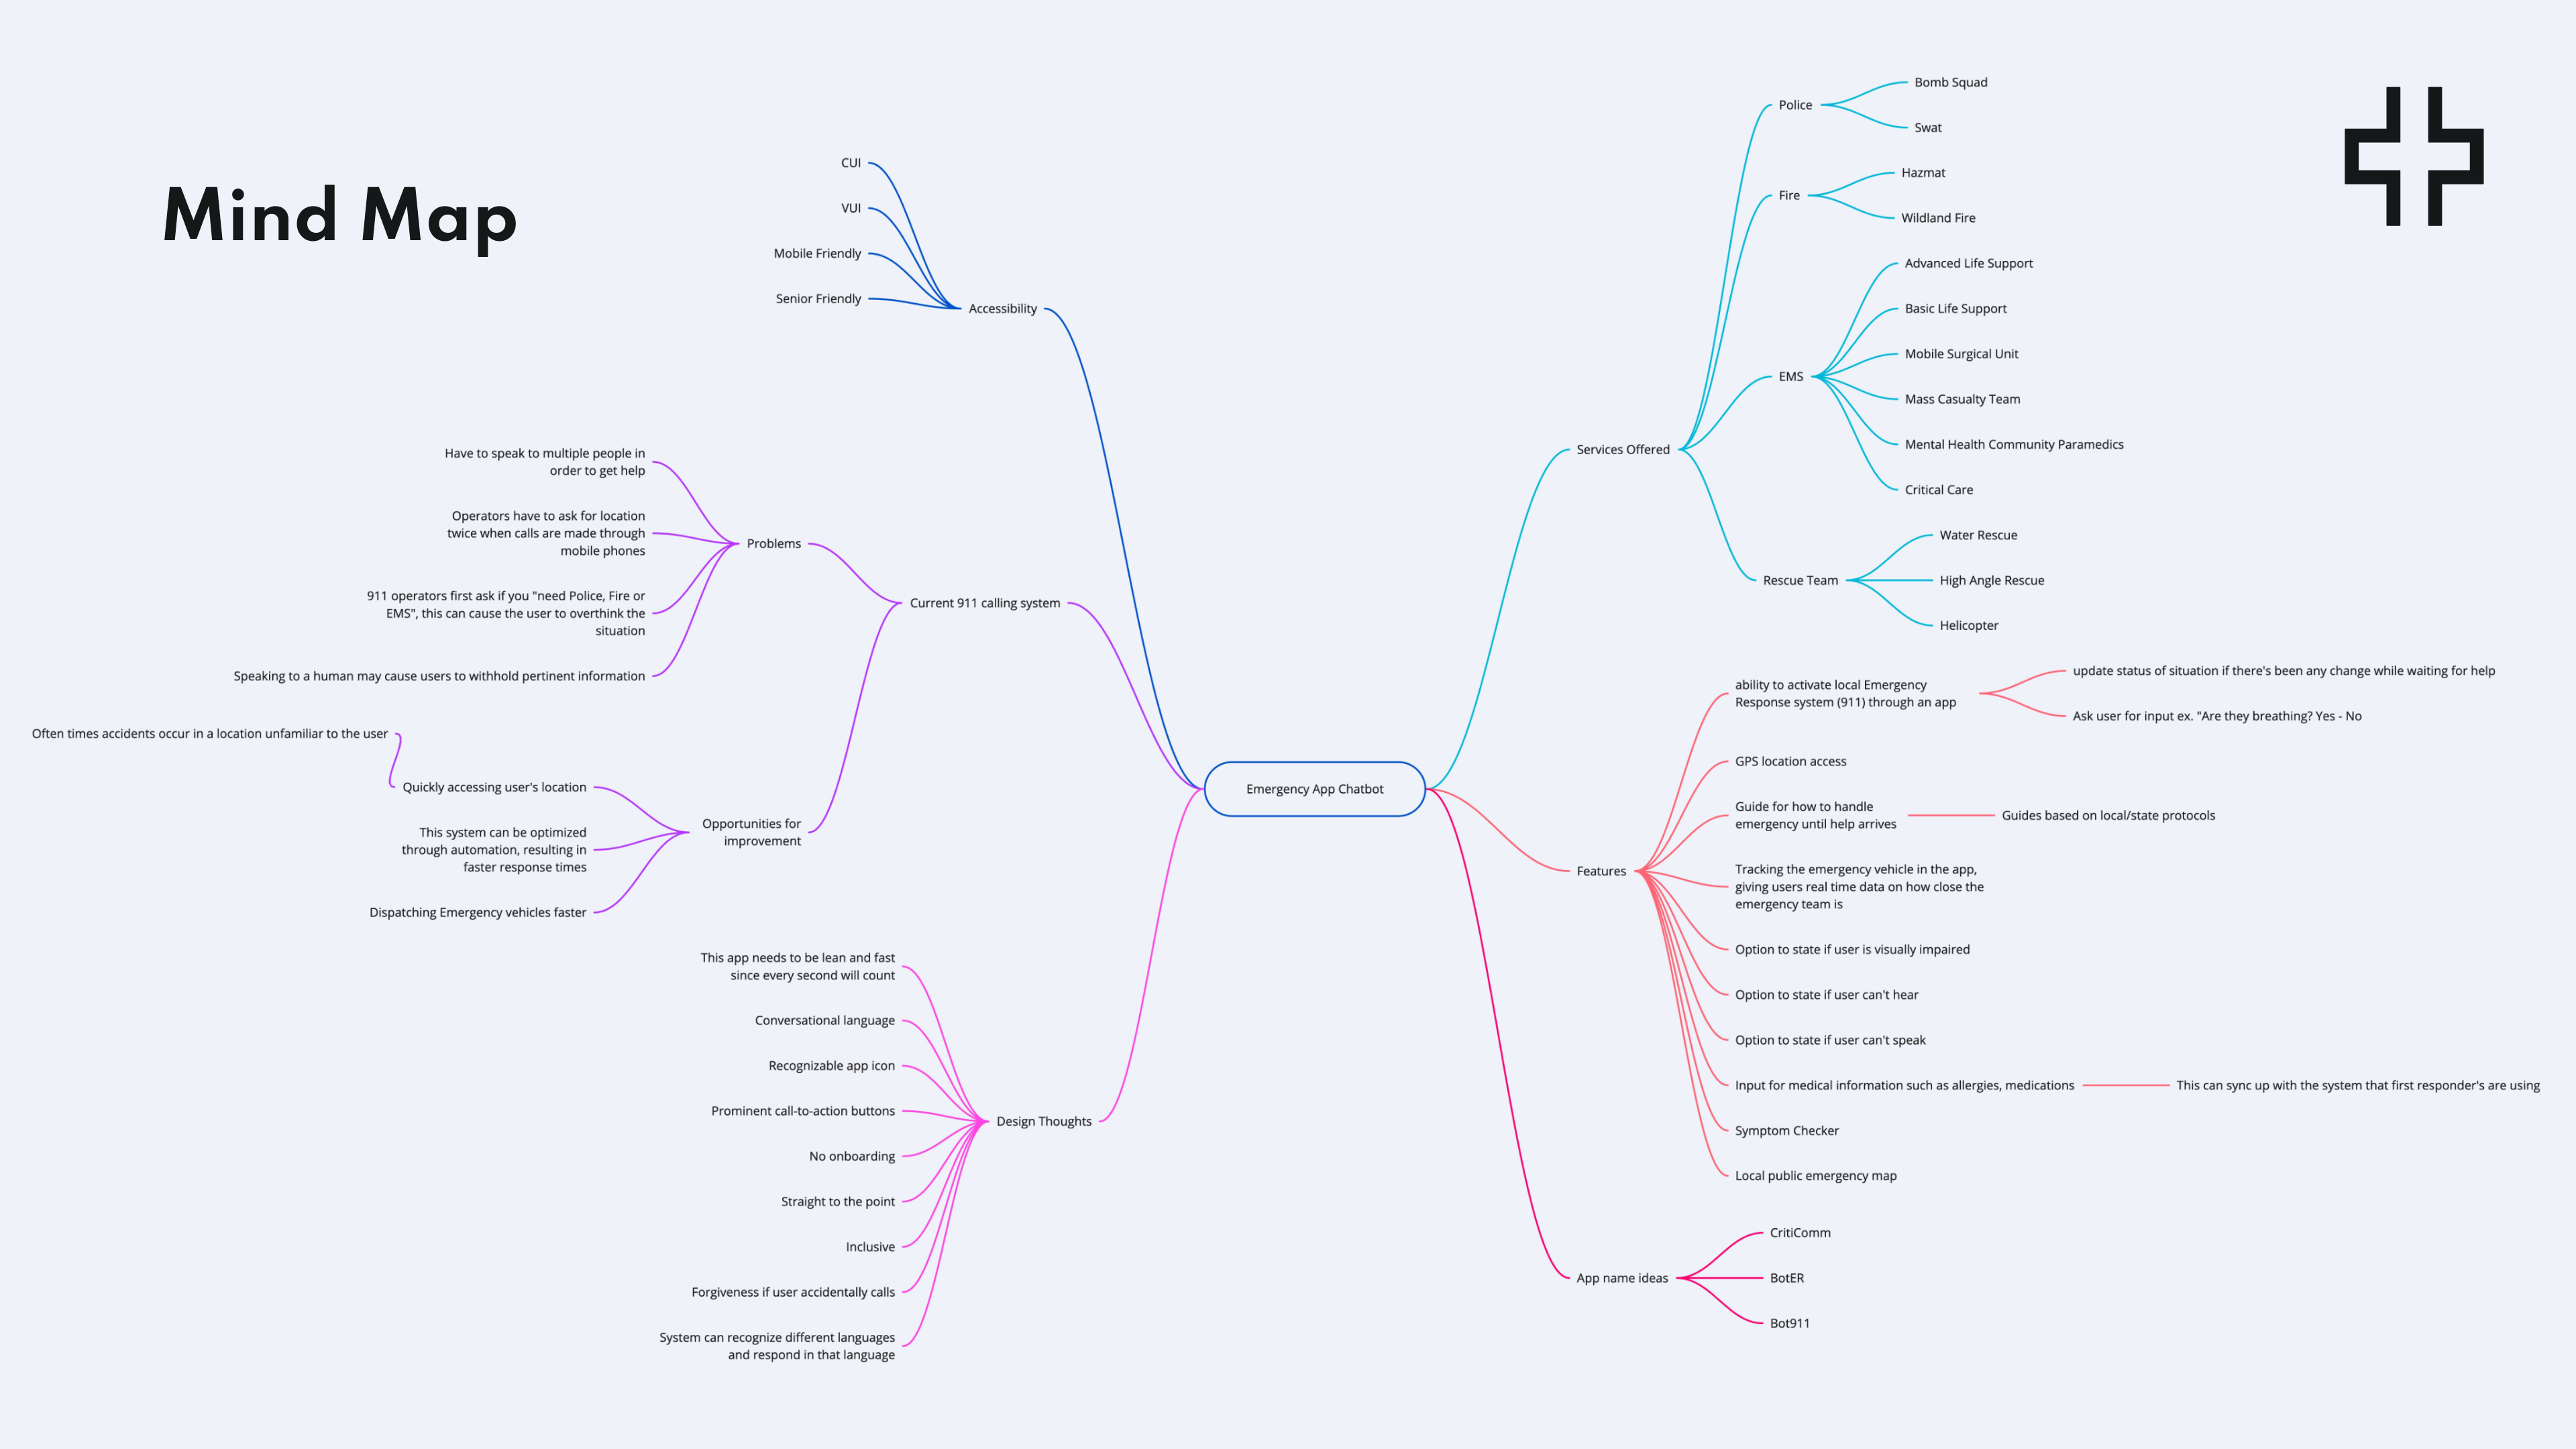 Mind Map
CUI
VUI
Mobile Friendly
Senior Friendly
Accessibility
Have to speak to multiple people in
order to get help
Operators have to ask for location
twice when calls are made through
mobile phones
911 operators first ask if you "need Police, Fire or
EMS", this can cause the user to overthink the
situation
Speaking to a human may cause users to withhold pertinent information
Problems
Current 911 calling system
Often times accidents occur in a location unfamiliar to the user
Quickly accessing user's location
This system can be optimized
through automation, resulting in
faster response times
Dispatching Emergency vehicles faster
Opportunities for
improvement
This app needs to be lean and fast
since every second will count
Conversational language
Recognizable app icon
Prominent call-to-action buttons
No onboarding
Straight to the point
Inclusive
Forgiveness if user accidentally calls
System can recognize different languages
and respond in that language
Design Thoughts
Emergency App Chatbot
Services Offered
Police
Bomb Squad
Swat
Fire
Hazmat
Wildland Fire
EMS
Advanced Life Support
Basic Life Support
Mobile Surgical Unit
Mass Casualty Team
Mental Health Community Paramedics
Critical Care
Rescue Team
Water Rescue
High Angle Rescue
Helicopter
Features
ability to activate local Emergency
Response system (911) through an app
update status of situation if there's been any change while waiting for help
Ask user for input ex. "Are they breathing? Yes - No
GPS location access
Guide for how to handle
emergency until help arrives
Guides based on local/state protocols
Tracking the emergency vehicle in the app,
giving users real time data on how close the
emergency team is
Option to state if user is visually impaired
Option to state if user can't hear
Option to state if user can't speak
Input for medical information such as allergies, medications
This can sync up with the system that first responder's are using
Symptom Checker
Local public emergency map
App name ideas
CritiComm
BotER
Bot911